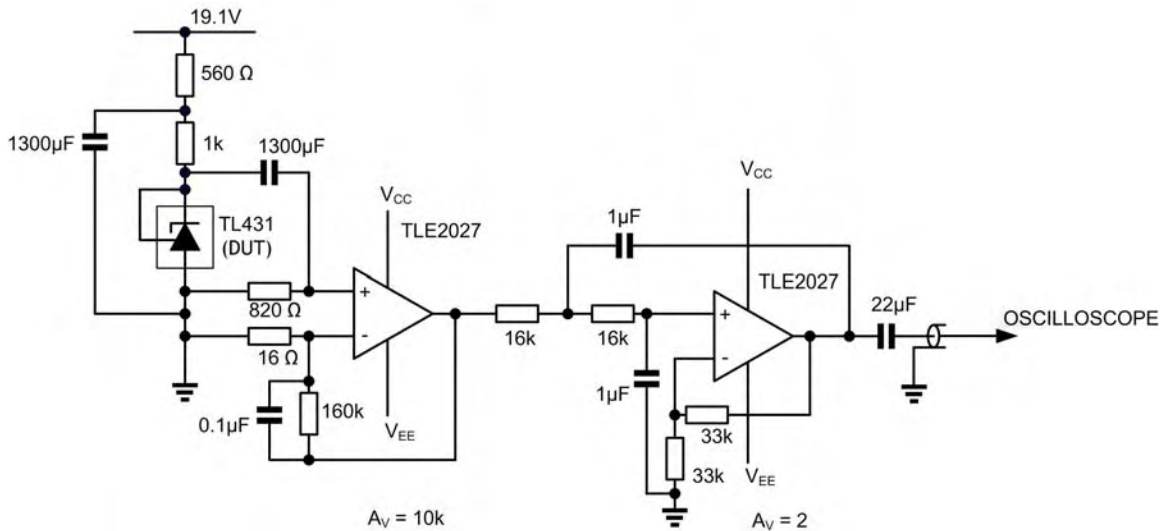 19.1V
560 Ω
1300µF
1k
1300µF
TL431
(DUT)
820 Ω
16 Ω
0.1µF
160k
V<sub>CC</sub>
TLE2027
+
-
V<sub>EE</sub>
A<sub>V</sub> = 10k
16k
16k
1µF
1µF
V<sub>CC</sub>
TLE2027
+
-
33k
33k
V<sub>EE</sub>
22µF
OSCILLOSCOPE
A<sub>V</sub> = 2